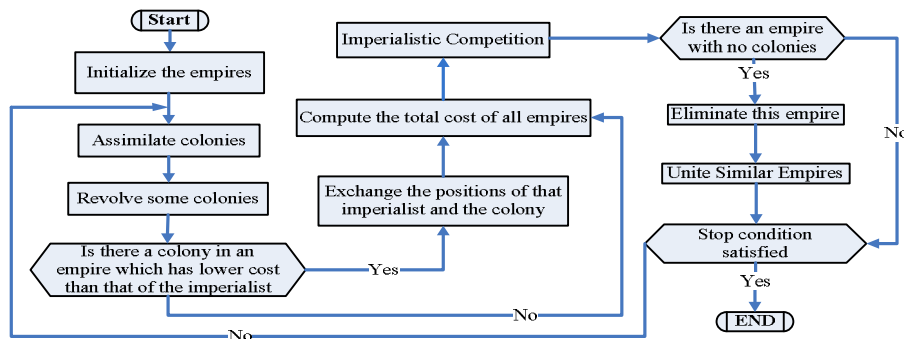 Start
Initialize the empires
Assimilate colonies
Revolve some colonies
Is there a colony in an
empire which has lower cost
than that of the imperialist
Yes
No
Exchange the positions of that
imperialist and the colony
Compute the total cost of all empires
Imperialistic Competition
Is there an empire
with no colonies
Yes
No
Eliminate this empire
Unite Similar Empires
Stop condition
satisfied
Yes
No
END